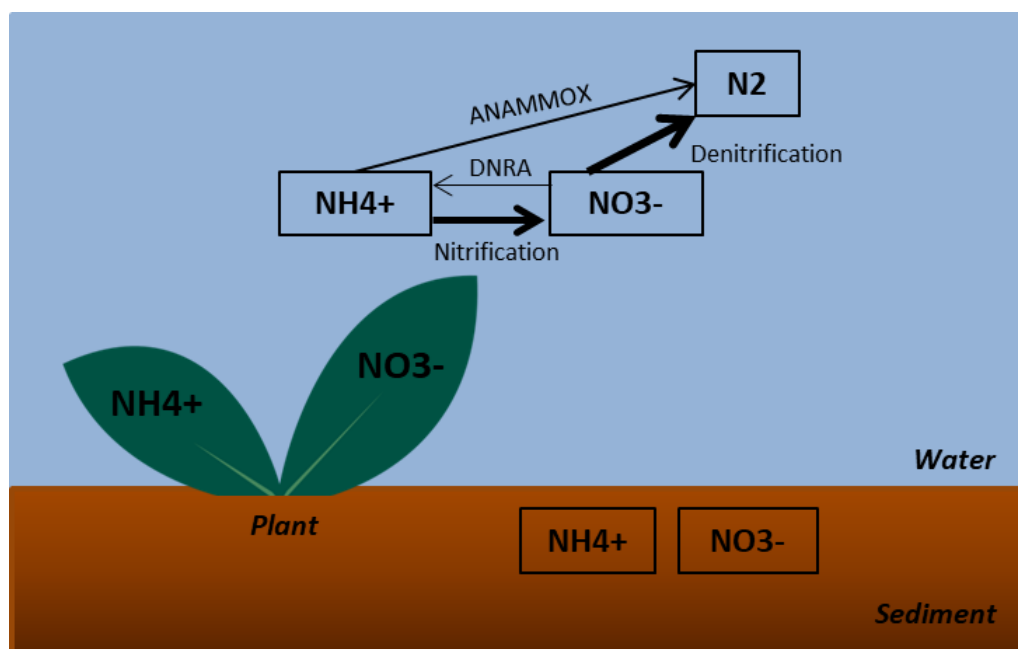 N2
ANAMMOX
Denitrification
DNRA
NH4+
NO3-
Nitrification
NO3-
NH4+
Water
Plant
NH4+
NO3-
Sediment